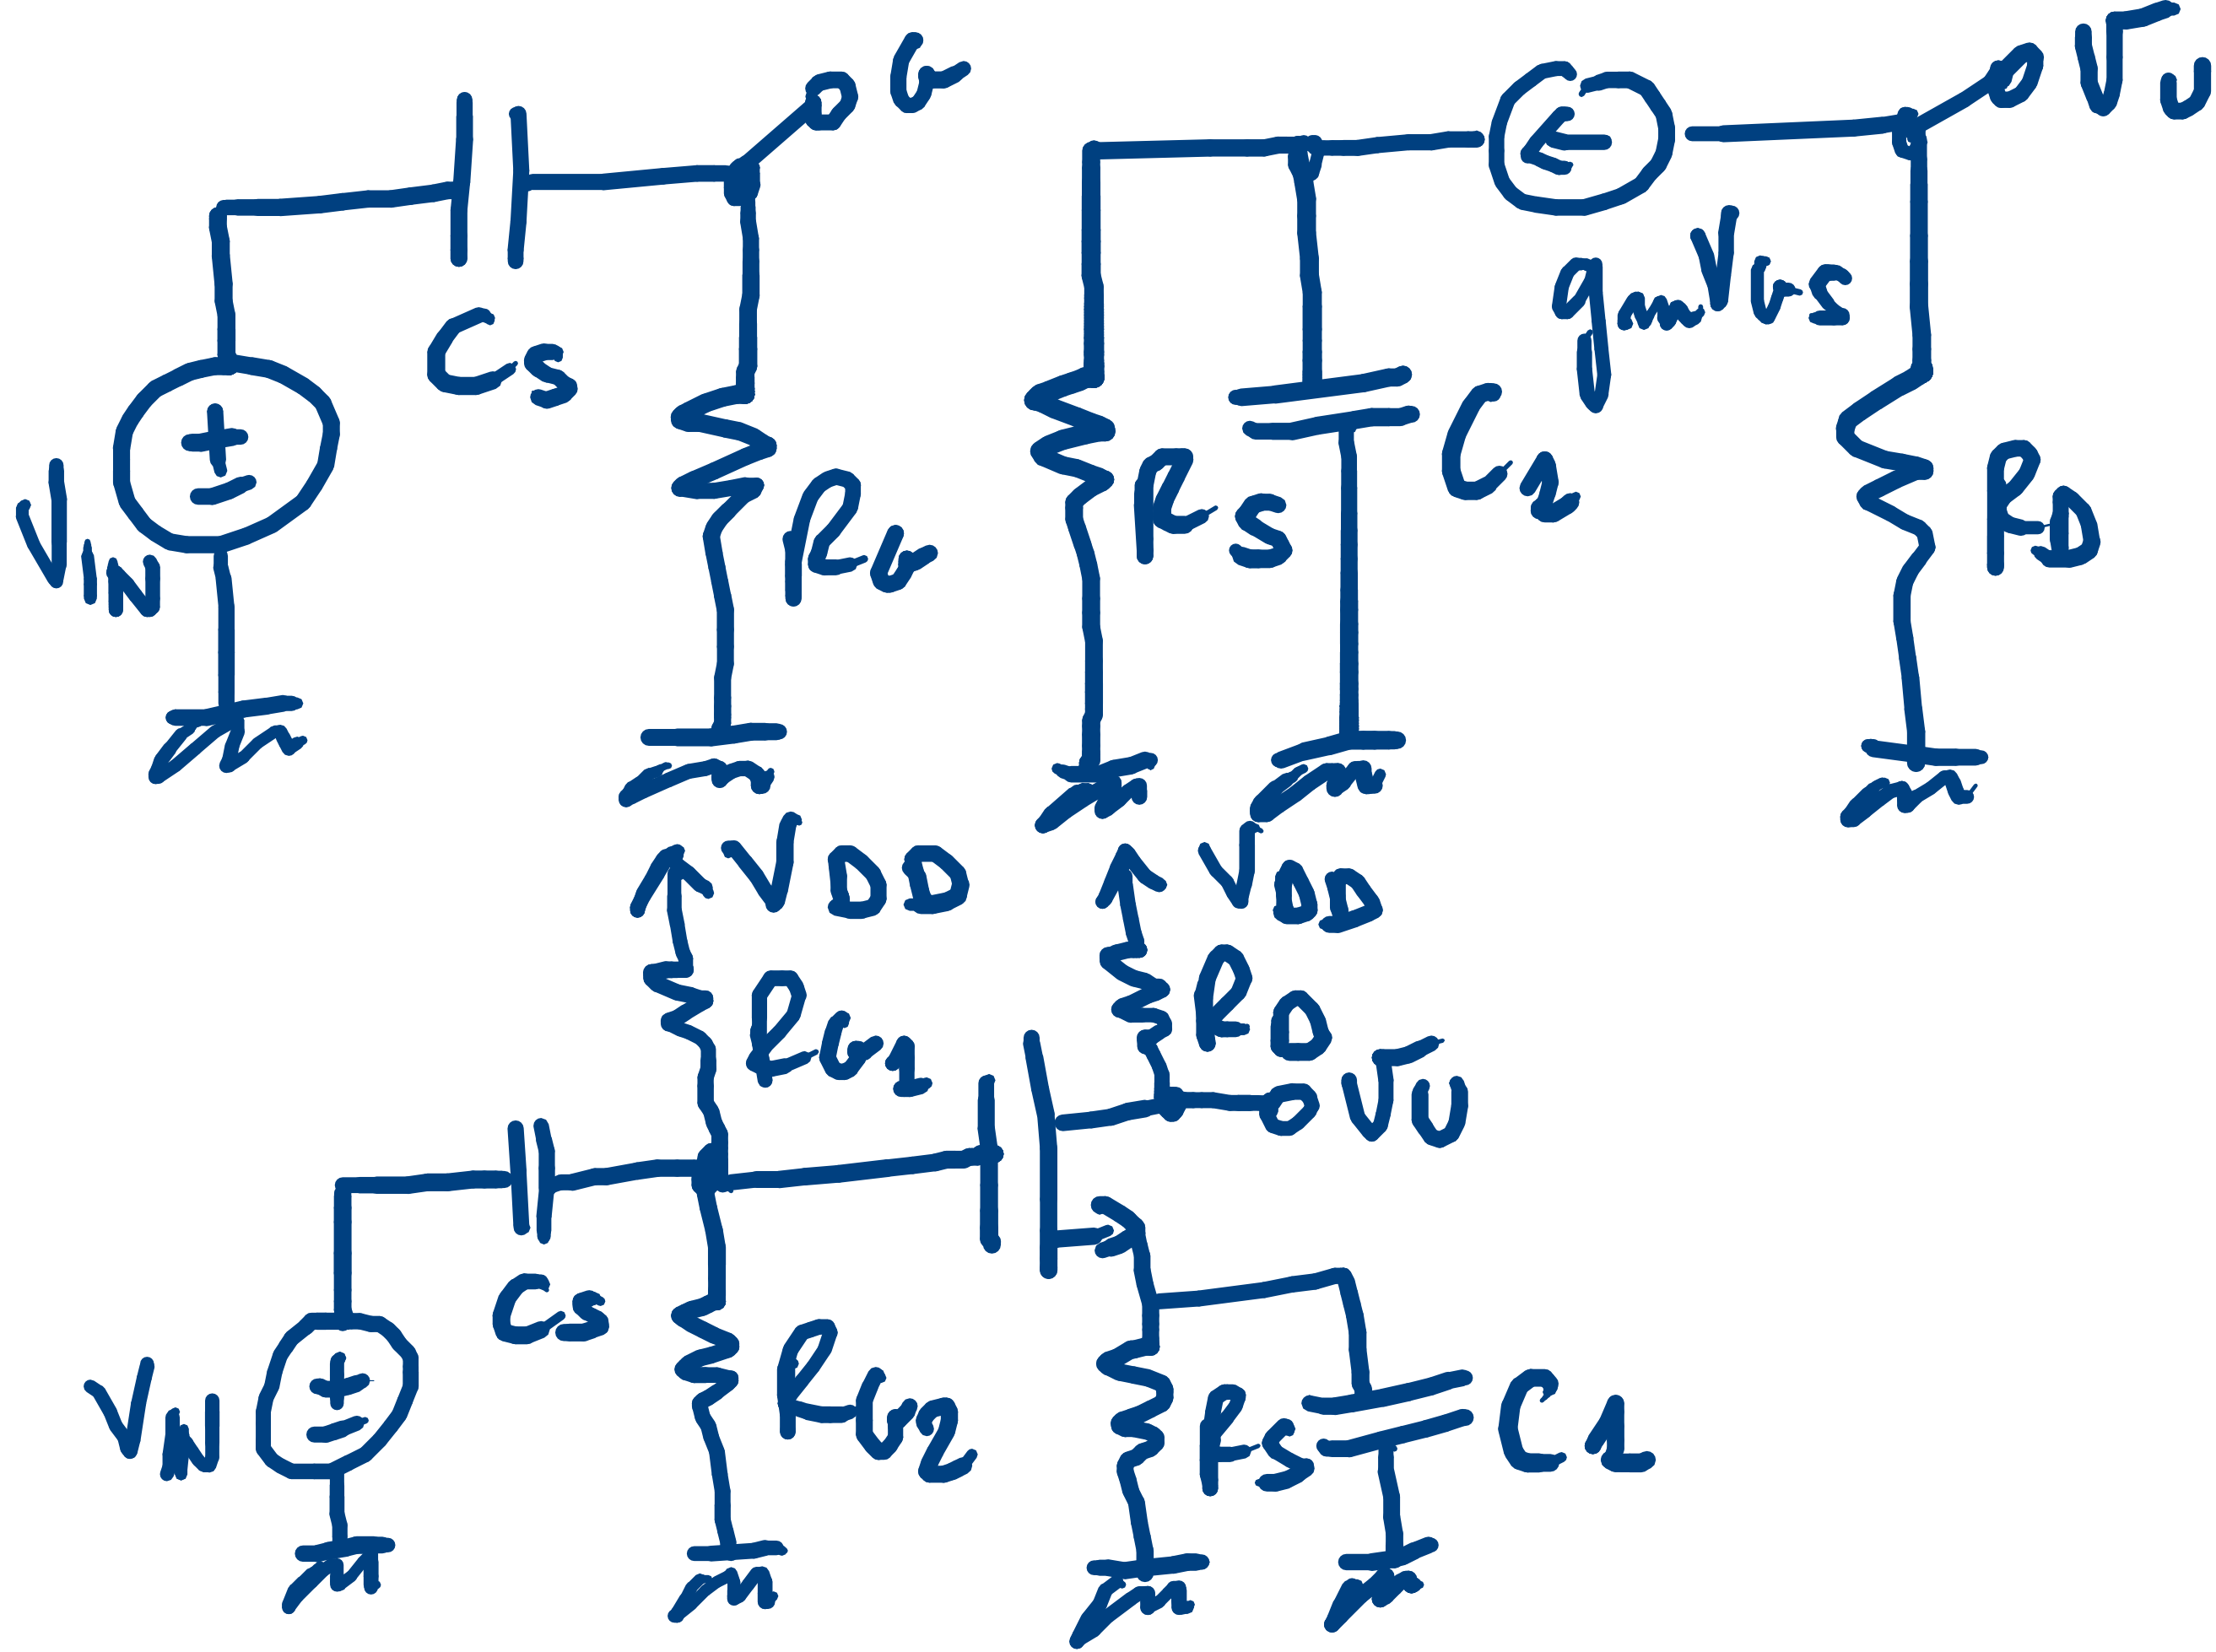 G
VU
CS
gmVGS
VIN
+
-
RG
RS
C1
RD
VDD
VDD
RG1
RD
VU
CS
VIN
+
-
RG2
RS
C1